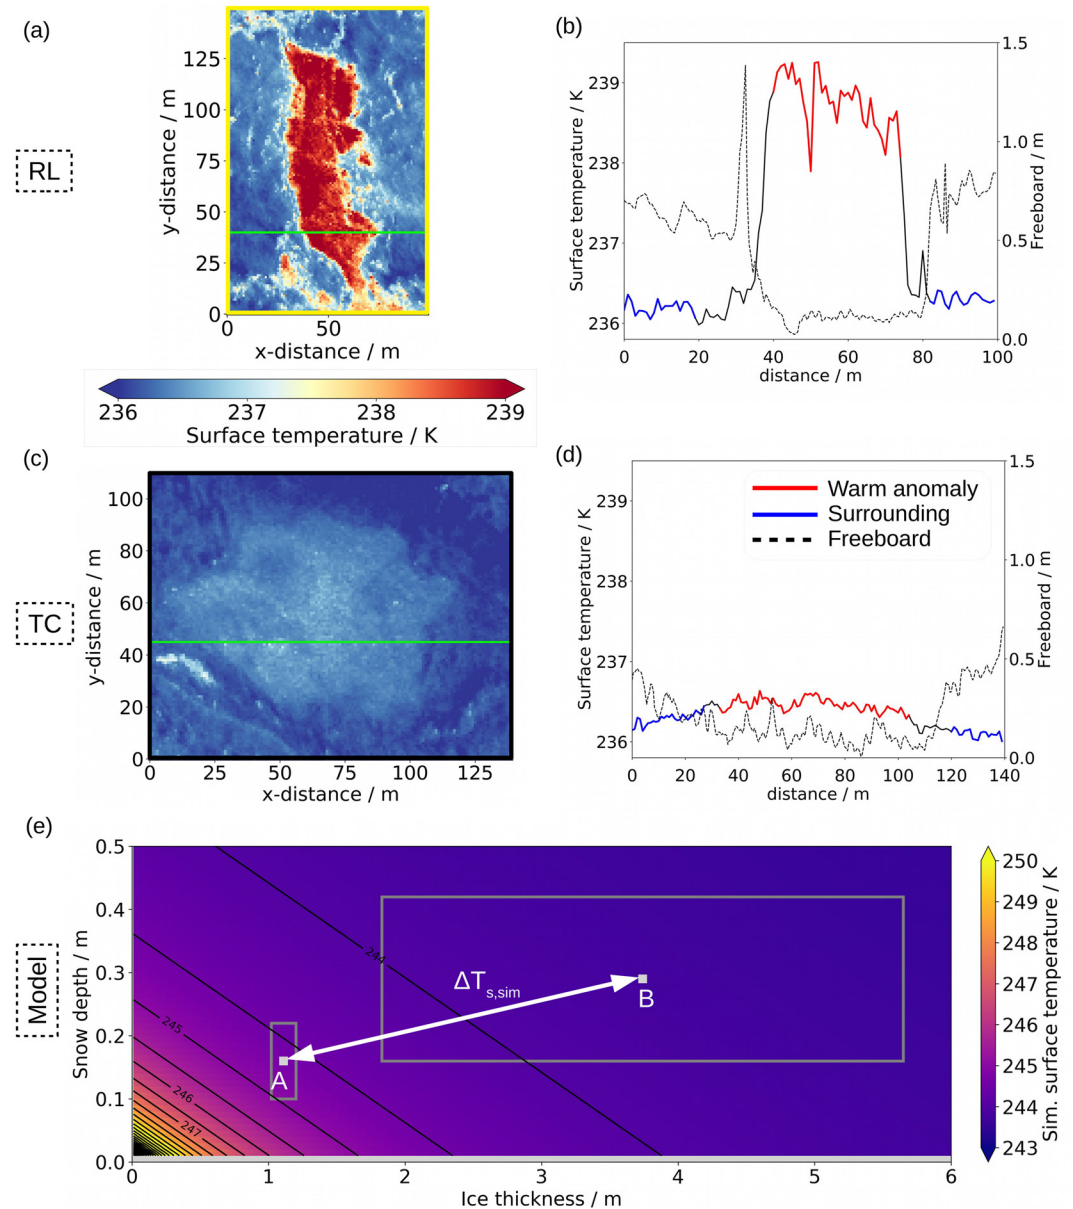 (a)
RL
y-distance / m
125
100
75
50
25
0
0
50
x-distance / m
(b)
Surface temperature / K
239
238
237
236
1.5
1.0
0.5
0.0
Freeboard / m
0
20
40
60
80
100
distance / m
236
237
238
239
Surface temperature / K
(c)
TC
y-distance / m
100
80
60
40
20
0
0
25
50
75
100
125
x-distance / m
(d)
Surface temperature / K
239
238
237
236
Warm anomaly
Surrounding
Freeboard
1.5
1.0
0.5
0.0
Freeboard / m
0
20
40
60
80
100
120
140
distance / m
(e)
Model
Snow depth / m
0.5
0.4
0.3
0.2
0.1
0.0
244
245
246
247
ΔTs,sim
A
B
0
1
2
3
4
5
6
Ice thickness / m
250
249
248
247
246
245
244
243
Sim. surface temperature / K